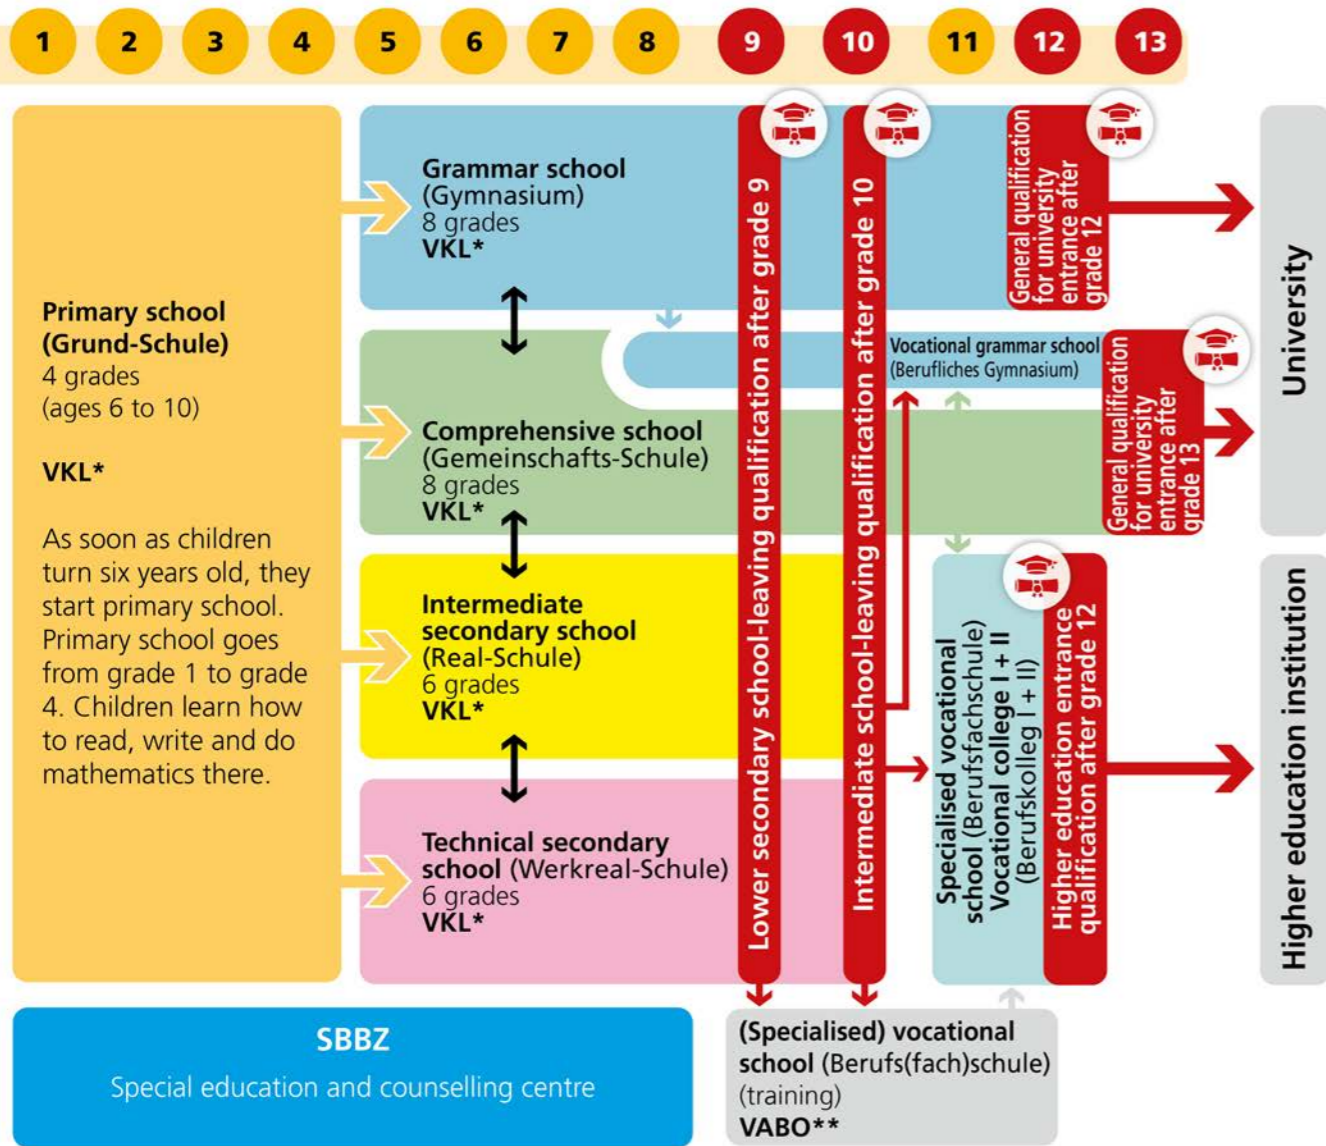 1 2 3 4 5 6 7 8 9 10 11 12 13
Primary school
(Grund-Schule)
4 grades
(ages 6 to 10)
VKL*
As soon as children
turn six years old, they
start primary school.
Primary school goes
from grade 1 to grade
4. Children learn how
to read, write and do
mathematics there.
Grammar school
(Gymnasium)
8 grades
VKL*
Comprehensive school
(Gemeinschafts-Schule)
8 grades
VKL*
Intermediate
secondary school
(Real-Schule)
6 grades
VKL*
Technical secondary
school (Werkreal-Schule)
6 grades
VKL*
Lower secondary school-leaving qualification after grade 9
Intermediate school-leaving qualification after grade 10
Vocational grammar school
(Berufliches Gymnasium)
General qualification
for university
entrance after
grade 12
General qualification
for university
entrance after
grade 13
Specialised vocational
school (Berufsfachschule)
Vocational college I + II
(Berufskolleg I + II)
Higher education entrance
qualification after grade 12
University
Higher education institution
SBBZ
Special education and counselling centre
(Specialised) vocational
school (Berufs(fach)schule)
(training)
VABO**